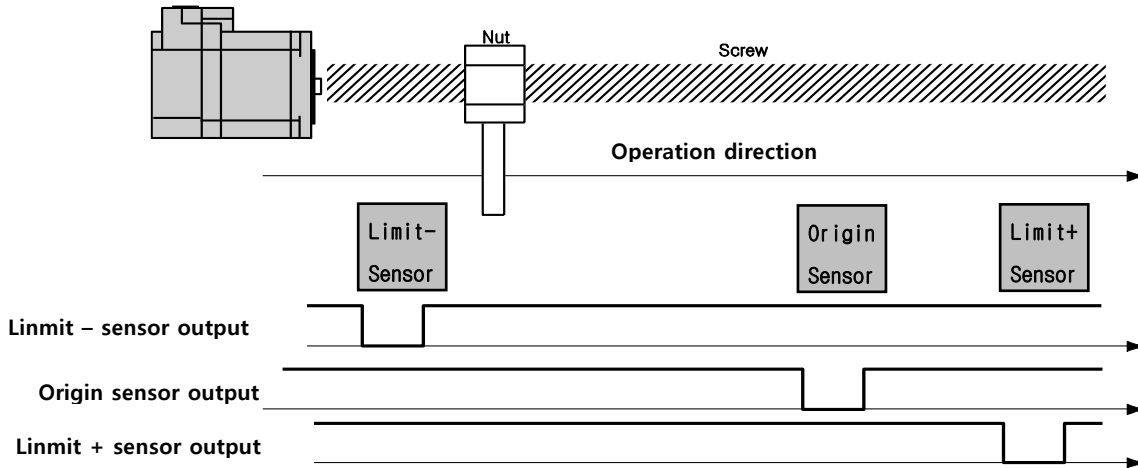 Nut
Screw
Operation direction
Limit-
Sensor
Origin
Sensor
Limit+
Sensor
Linmit – sensor output
Origin sensor output
Linmit + sensor output